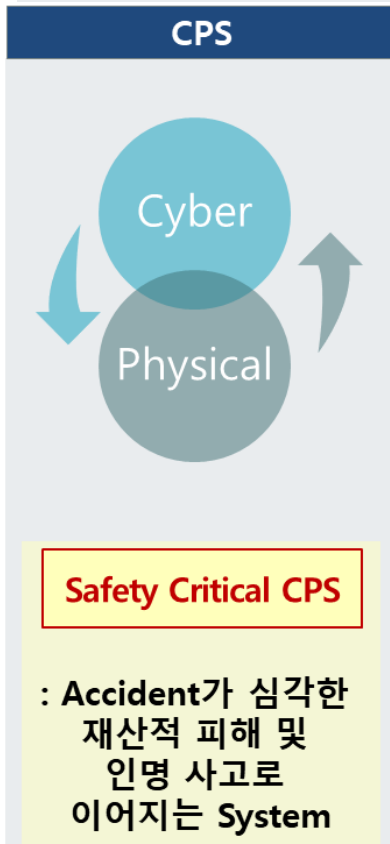 CPS
Cyber
Physical
Safety Critical CPS
: Accident가 심각한
재산적 피해 및
인명 사고로
이어지는 System